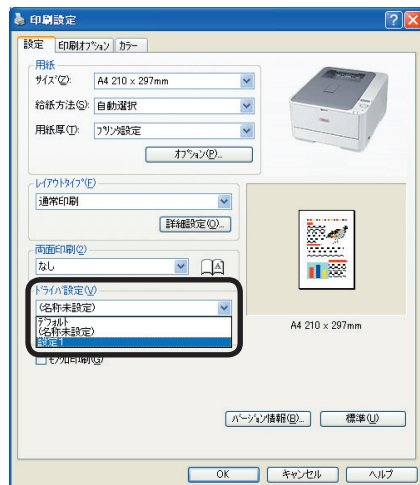 印刷設定
設定 印刷オプション カラー
用紙
サイズ(Z): A4 210 x 297mm
給紙方法(S): 自動選択
用紙厚(T): プリンタ設定
オプション(P)...
レイアウトタイプ(E)
通常印刷
詳細設定(O)...
両面印刷(2)
なし
A
ドライバ設定(V)
(名称未設定)
デフォルト
(名称未設定)
設定1
モノクロ印刷(G)
A4 210 x 297mm
バージョン情報(B)... 標準(U)
OK キャンセル ヘルプ